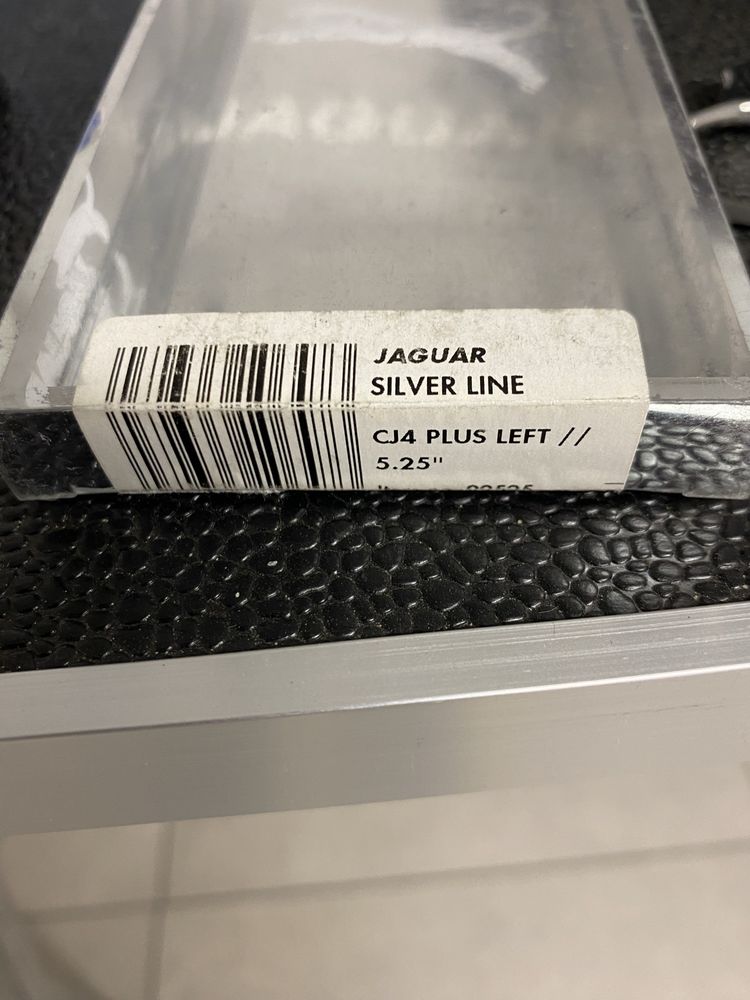 JAGUAR
SILVER LINE
CJ4 PLUS LEFT //
5.25"